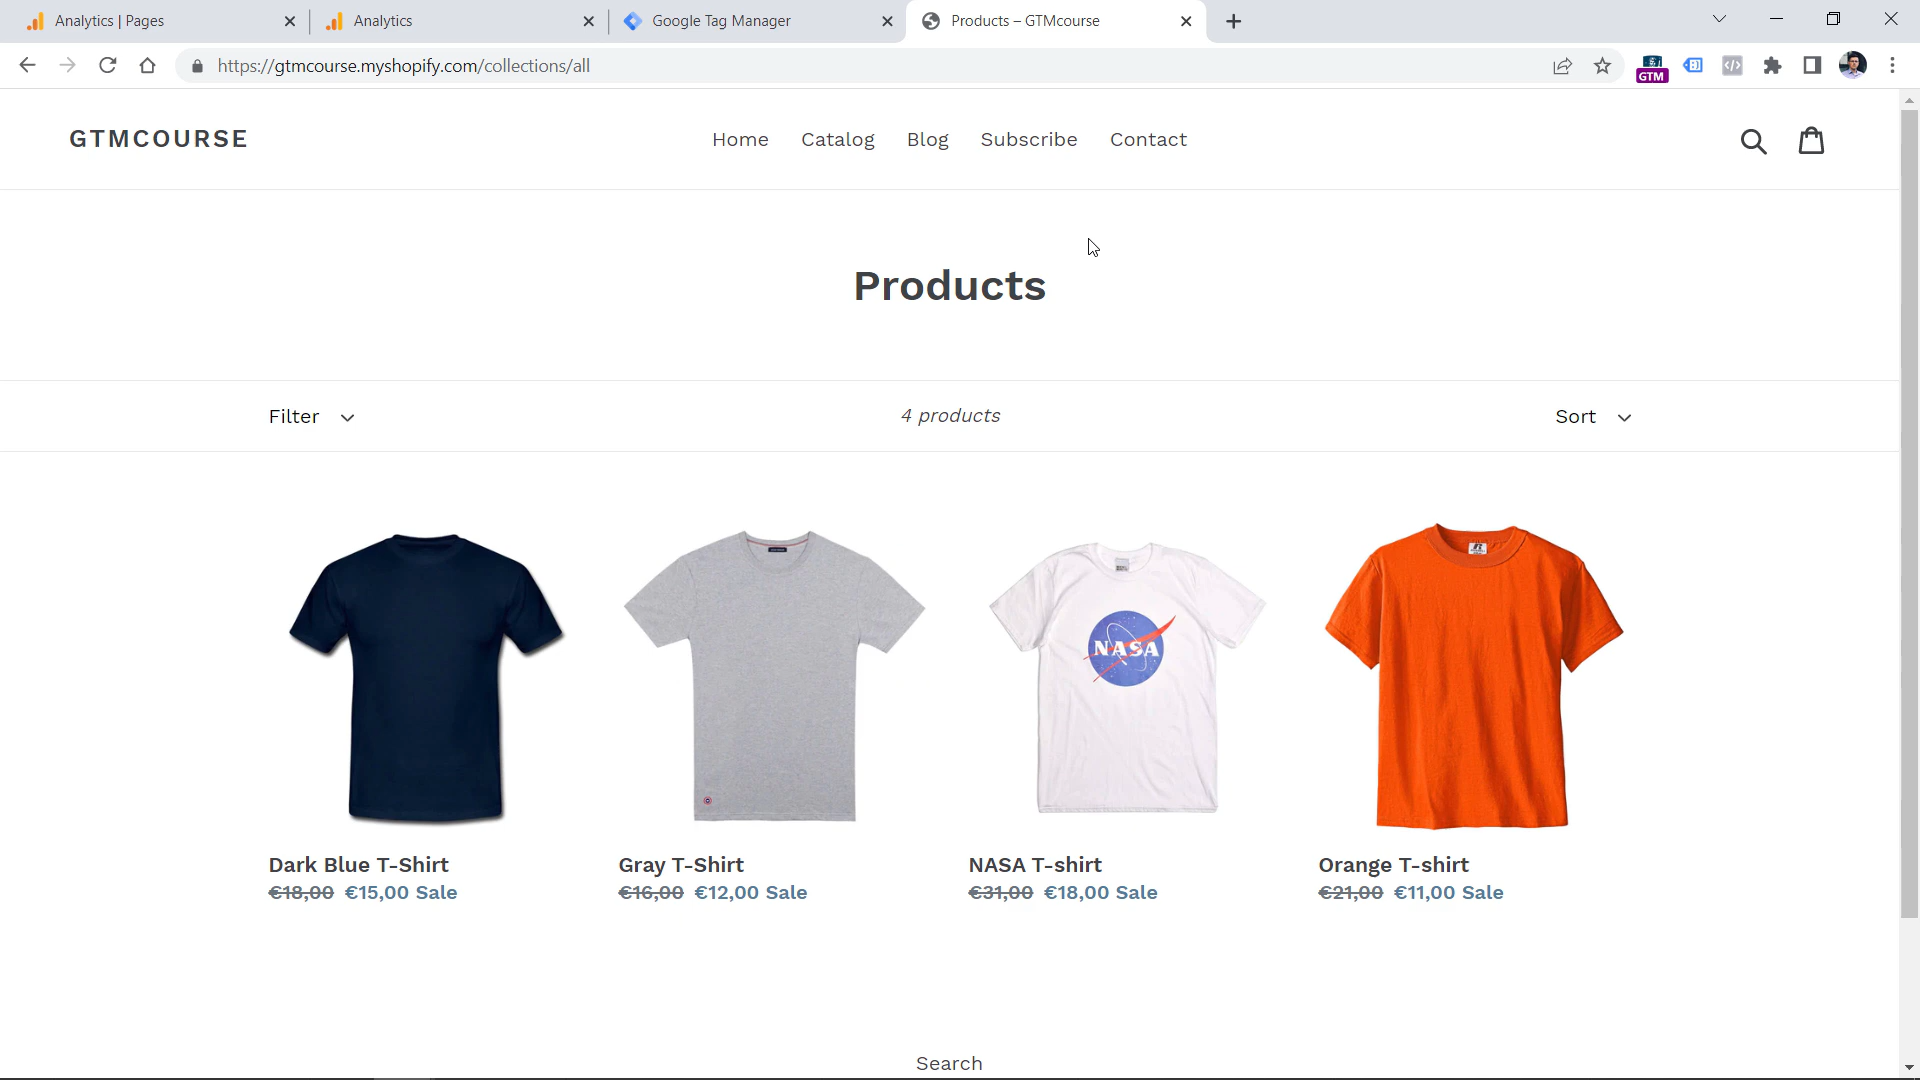 Analytics | Pages
Analytics
Google Tag Manager
Products – GTMcourse
https://gtmcourse.myshopify.com/collections/all
GTM
GTMCOURSE
Home
Catalog
Blog
Subscribe
Contact
Products
Filter
4 products
Sort
NASA
Dark Blue T-Shirt
€18,00 €15,00 Sale
Gray T-Shirt
€16,00 €12,00 Sale
NASA T-shirt
€31,00 €18,00 Sale
Orange T-shirt
€21,00 €11,00 Sale
Search